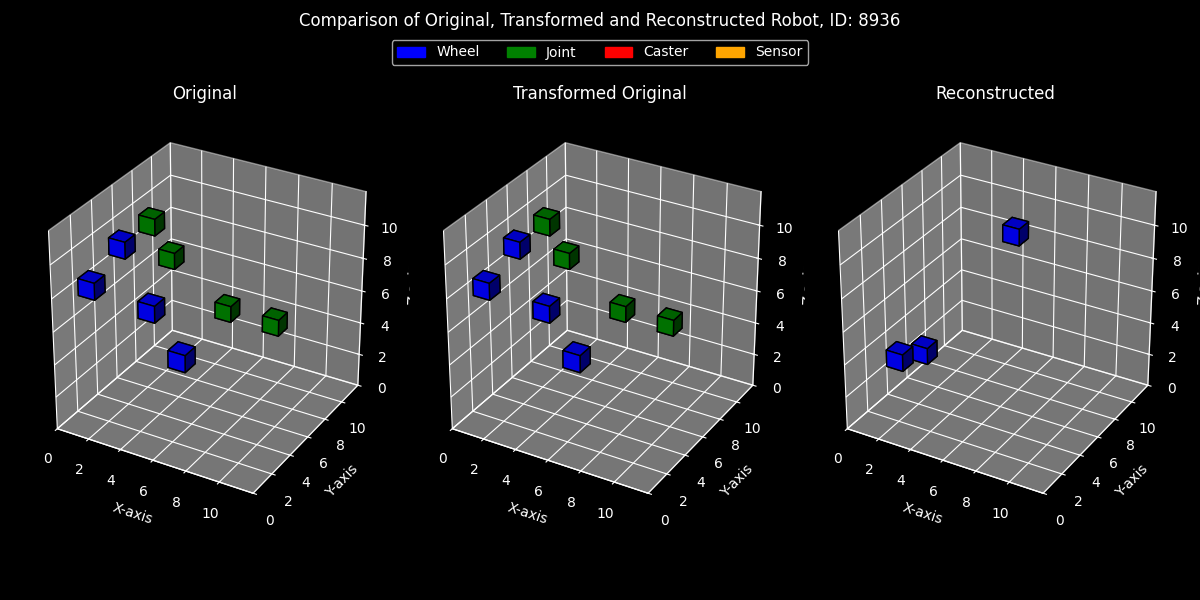 Comparison of Original, Transformed and Reconstructed Robot, ID: 8936
Wheel Joint Caster Sensor
Original Transformed Original Reconstructed
10 10 10
8 8 8
6 6 6
4 4 4
2 2 2
0 0 0
0 2 4 6 8 10 0 2 4 6 8 10 0 2 4 6 8 10
0 2 4 6 8 10 0 2 4 6 8 10 0 2 4 6 8 10
X-axis Y-axis X-axis Y-axis X-axis Y-axis